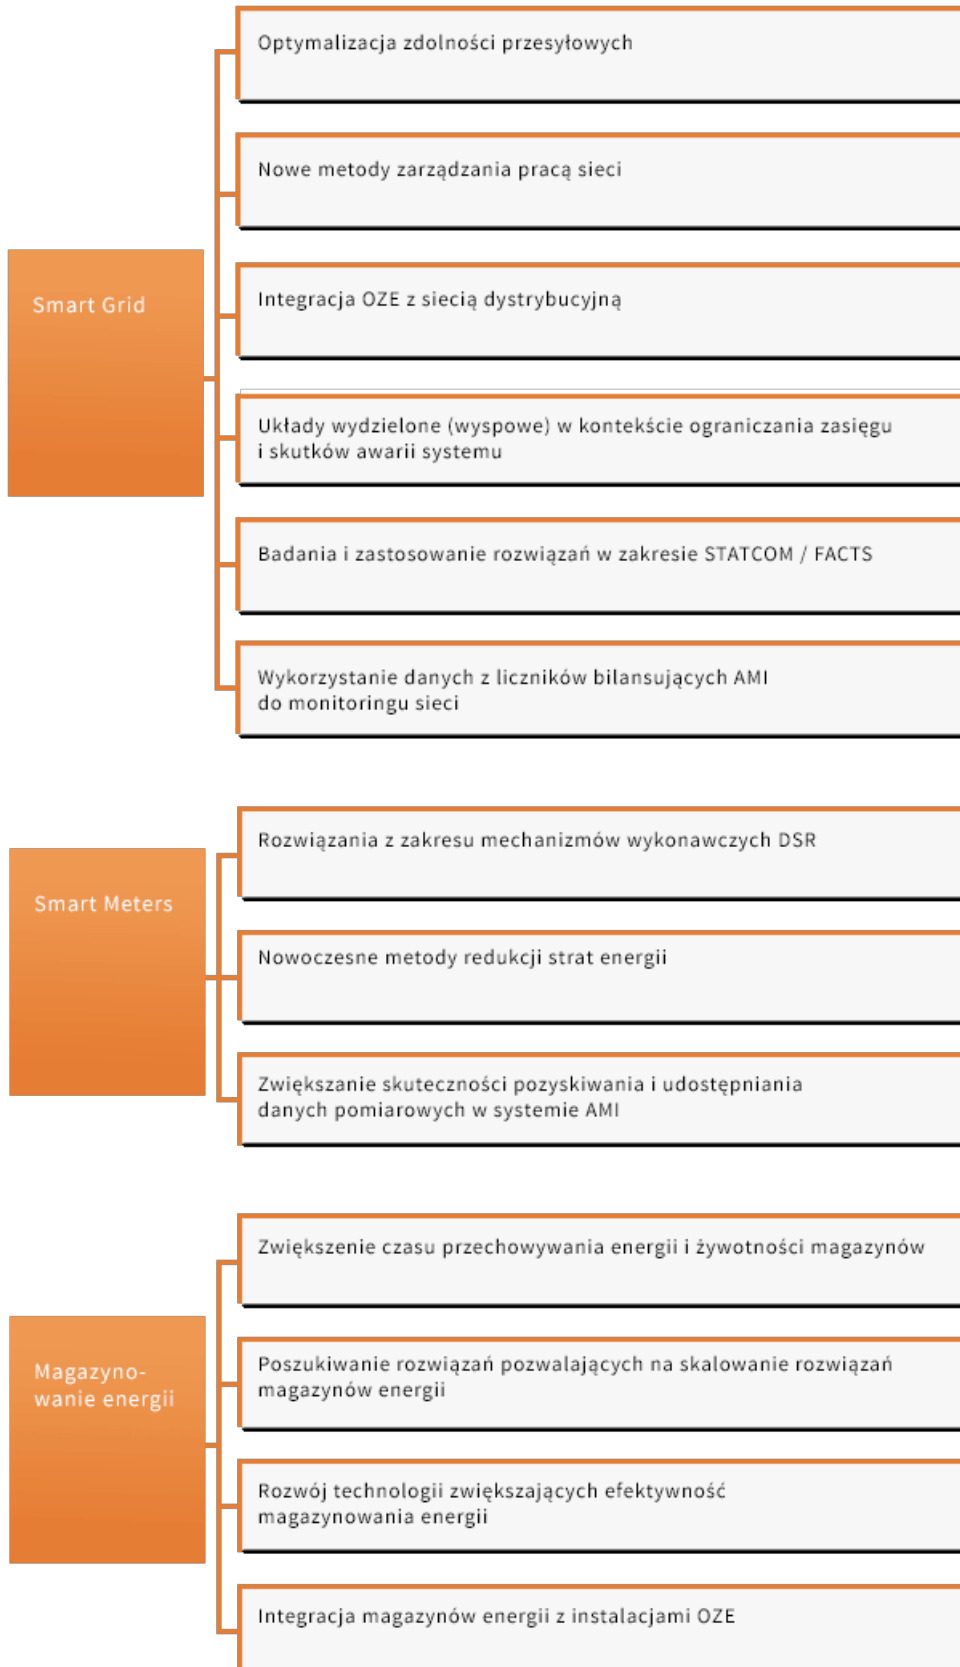 Smart Grid
Optymalizacja zdolności przesyłowych
Nowe metody zarządzania pracą sieci
Integracja OZE z siecią dystrybucyjną
Układy wydzielone (wyspowe) w kontekście ograniczania zasięgu
i skutków awarii systemu
Badania i zastosowanie rozwiązań w zakresie STATCOM / FACTS
Wykorzystanie danych z liczników bilansujących AMI
do monitoringu sieci
Smart Meters
Rozwiązania z zakresu mechanizmów wykonawczych DSR
Nowoczesne metody redukcji strat energii
Zwiększanie skuteczności pozyskiwania i udostępniania
danych pomiarowych w systemie AMI
Magazyno-
wanie energii
Zwiększenie czasu przechowywania energii i żywotności magazynów
Poszukiwanie rozwiązań pozwalających na skalowanie rozwiązań
magazynów energii
Rozwój technologii zwiększających efektywność
magazynowania energii
Integracja magazynów energii z instalacjami OZE